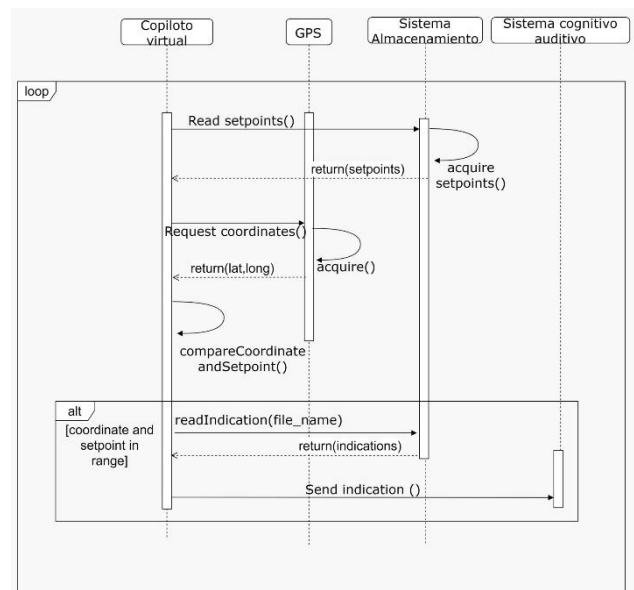 Copiloto
virtual
GPS
Sistema
Almacenamiento
Sistema cognitivo
auditivo
loop
Read setpoints()
acquire
setpoints()
return(setpoints)
Request coordinates()
acquire()
return(lat,long)
compareCoordinate
andSetpoint()
alt
[coordinate and
setpoint in
range]
readIndication(file_name)
return(indications)
Send indication ()